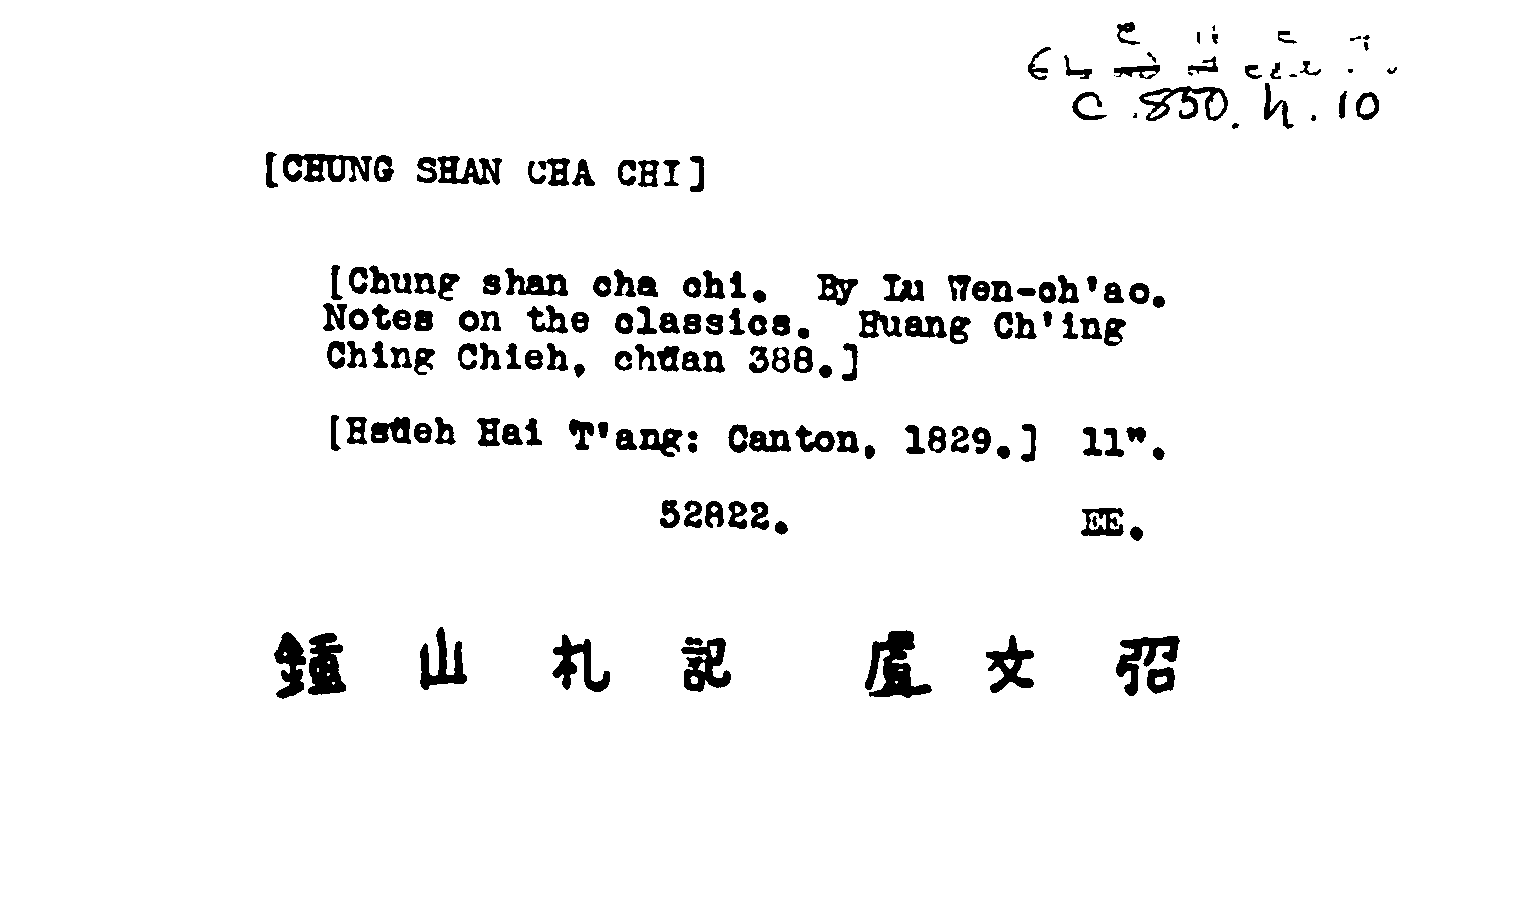 C .850. h. 10
[CHUNG SHAN CHA CHI]
[Chung shan cha chi. By Lu Wen-ch'ao.
Notes on the classics. Huang Ch'ing
Ching Chieh, chüan 388.]
[Hsüeh Hai T'ang: Canton, 1829.] 11".
52822. EE.
鍾 山 札 記 盧 文 弨